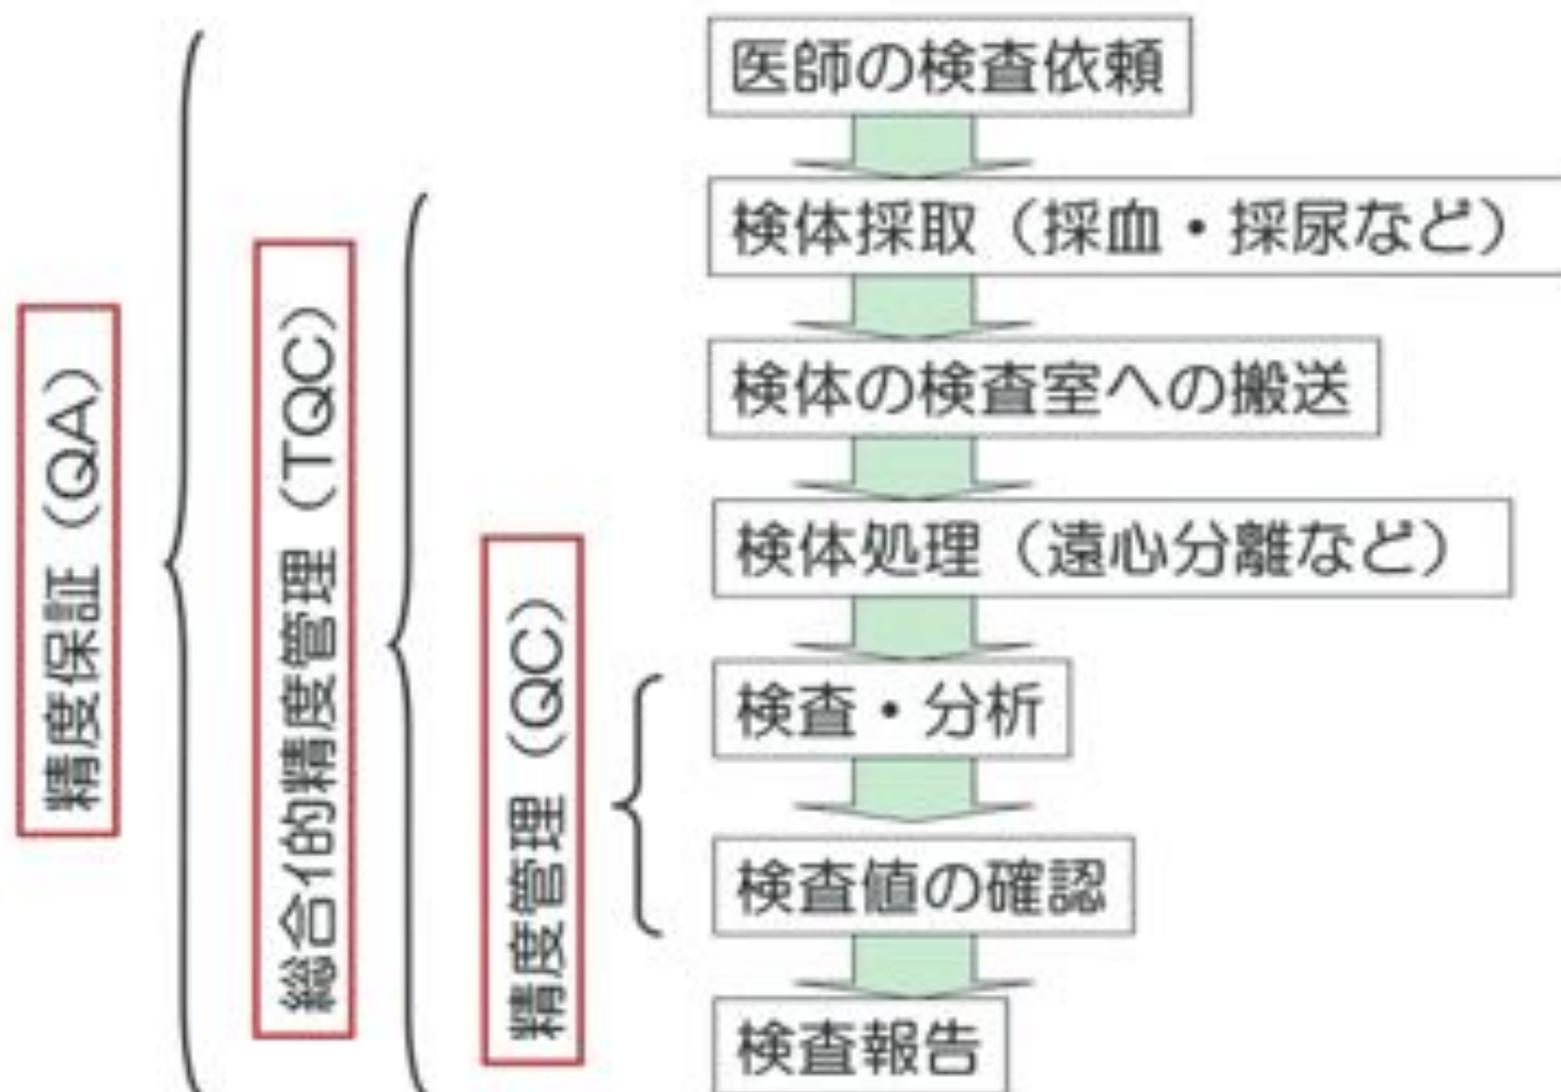 医師の検査依頼
検体採取（採血・採尿など）
検体の検査室への搬送
検体処理（遠心分離など）
検査・分析
検査値の確認
検査報告
精度保証（QA）
総合的精度管理（TQC）
精度管理（QC）